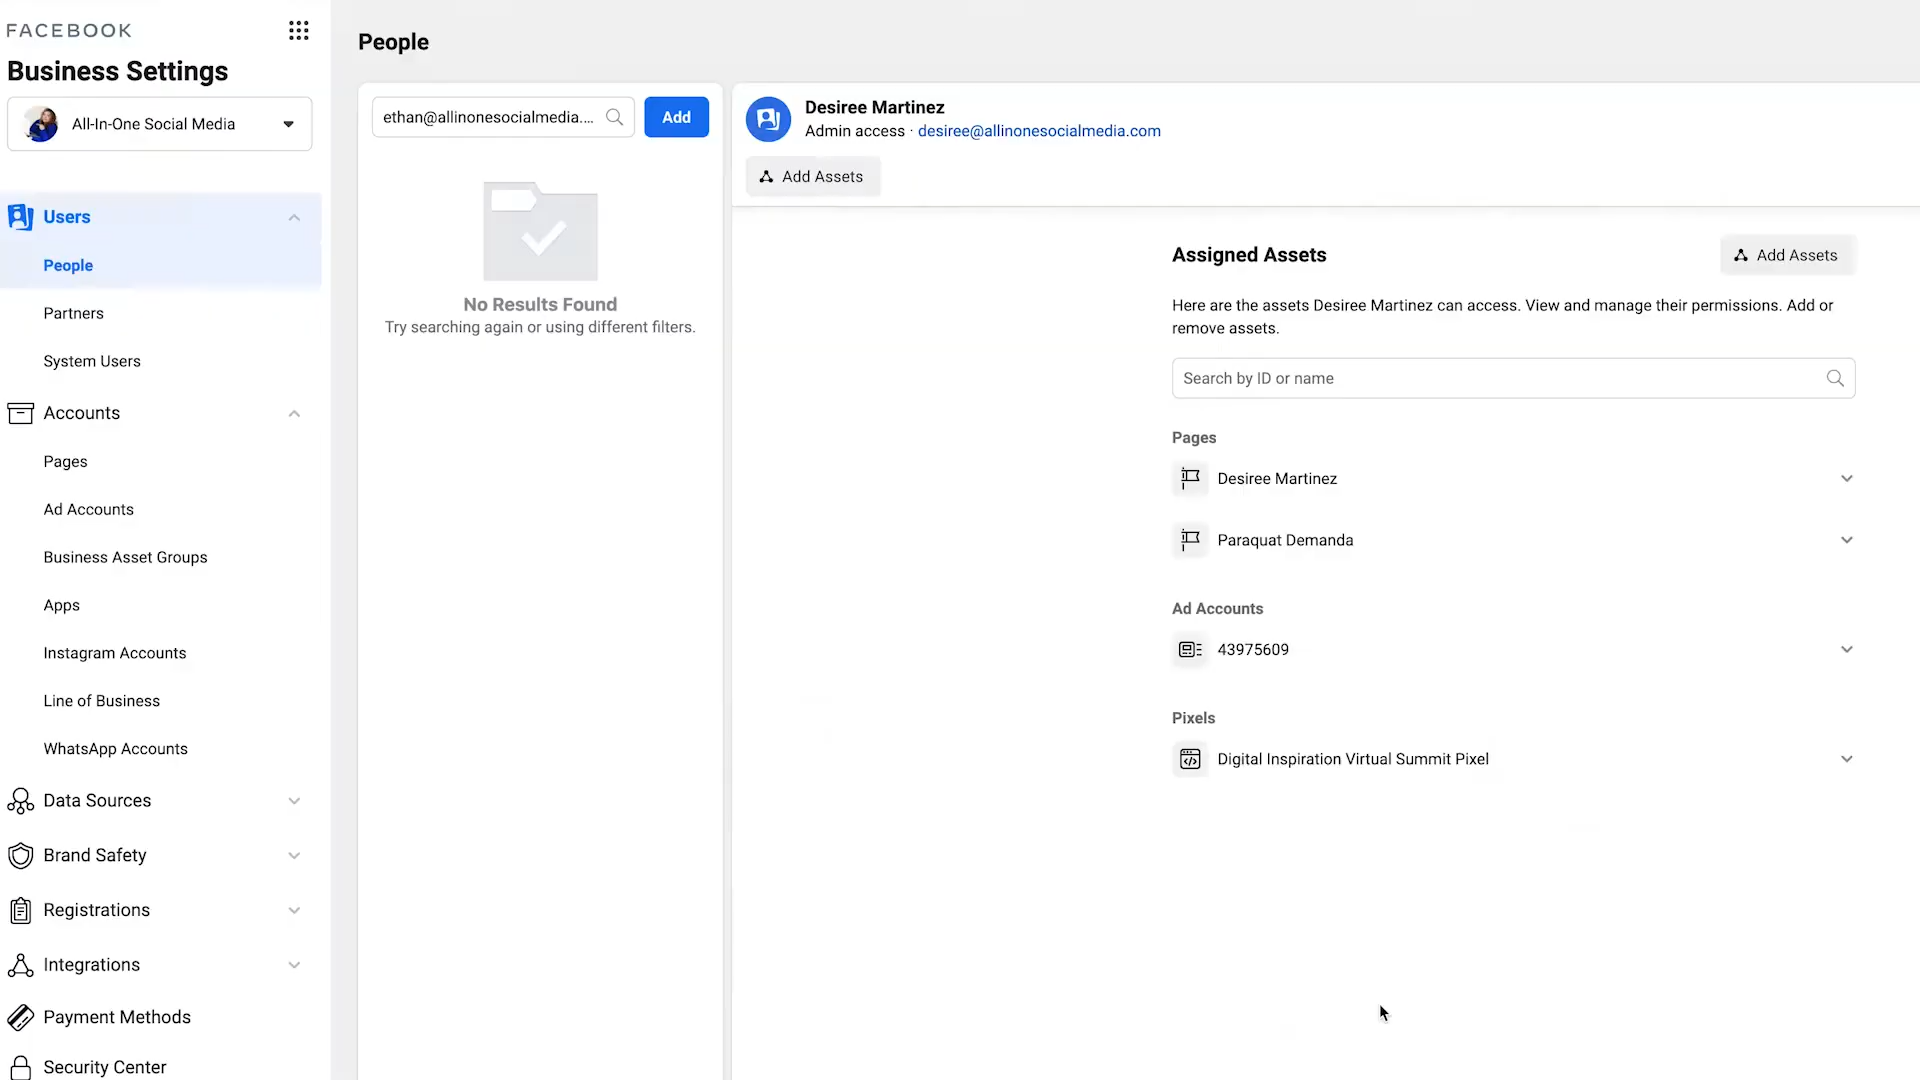 FACEBOOK
Business Settings
All-In-One Social Media
Users
People
Partners
System Users
Accounts
Pages
Ad Accounts
Business Asset Groups
Apps
Instagram Accounts
Line of Business
WhatsApp Accounts
Data Sources
Brand Safety
Registrations
Integrations
Payment Methods
Security Center
People
ethan@allinonesocialmedia....
Add
No Results Found
Try searching again or using different filters.
Desiree Martinez
Admin access · desiree@allinonesocialmedia.com
Add Assets
Assigned Assets
Add Assets
Here are the assets Desiree Martinez can access. View and manage their permissions. Add or
remove assets.
Search by ID or name
Pages
Desiree Martinez
Paraquat Demanda
Ad Accounts
43975609
Pixels
Digital Inspiration Virtual Summit Pixel